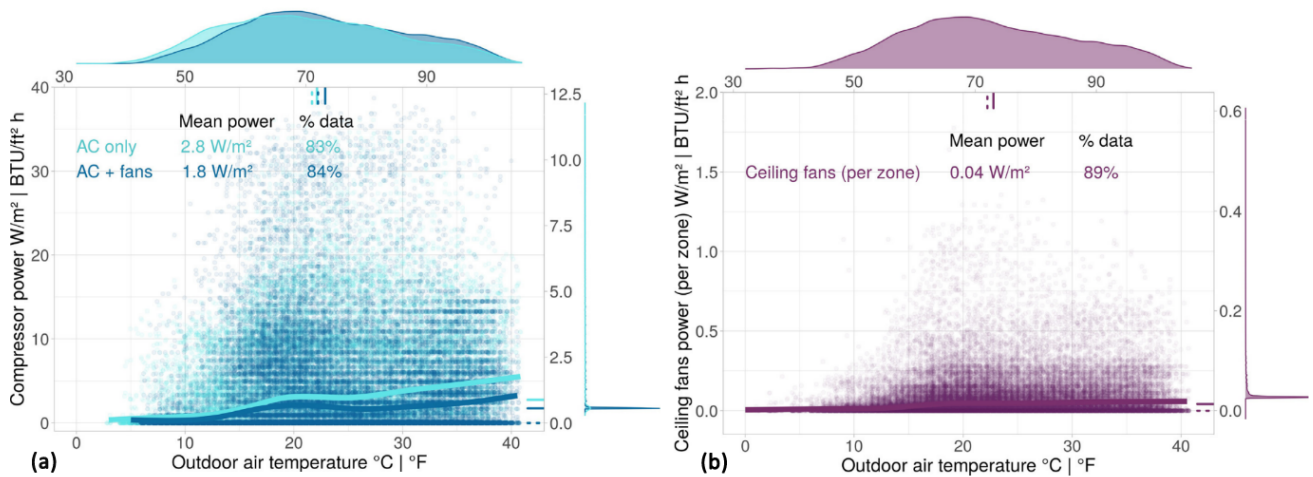 30 50 70 90
40 30 20 10 0
Compressor power W/m² | BTU/ft² h
Mean power % data
AC only 2.8 W/m² 83%
AC + fans 1.8 W/m² 84%
12.5 10.0 7.5 5.0 2.5 0.0
0 10 20 30 40
(a) Outdoor air temperature °C | °F
30 50 70 90
2.0 1.5 1.0 0.5 0.0
Ceiling fans power (per zone) W/m² | BTU/ft² h
Mean power % data
Ceiling fans (per zone) 0.04 W/m² 89%
0.6 0.4 0.2 0.0
0 10 20 30 40
(b) Outdoor air temperature °C | °F